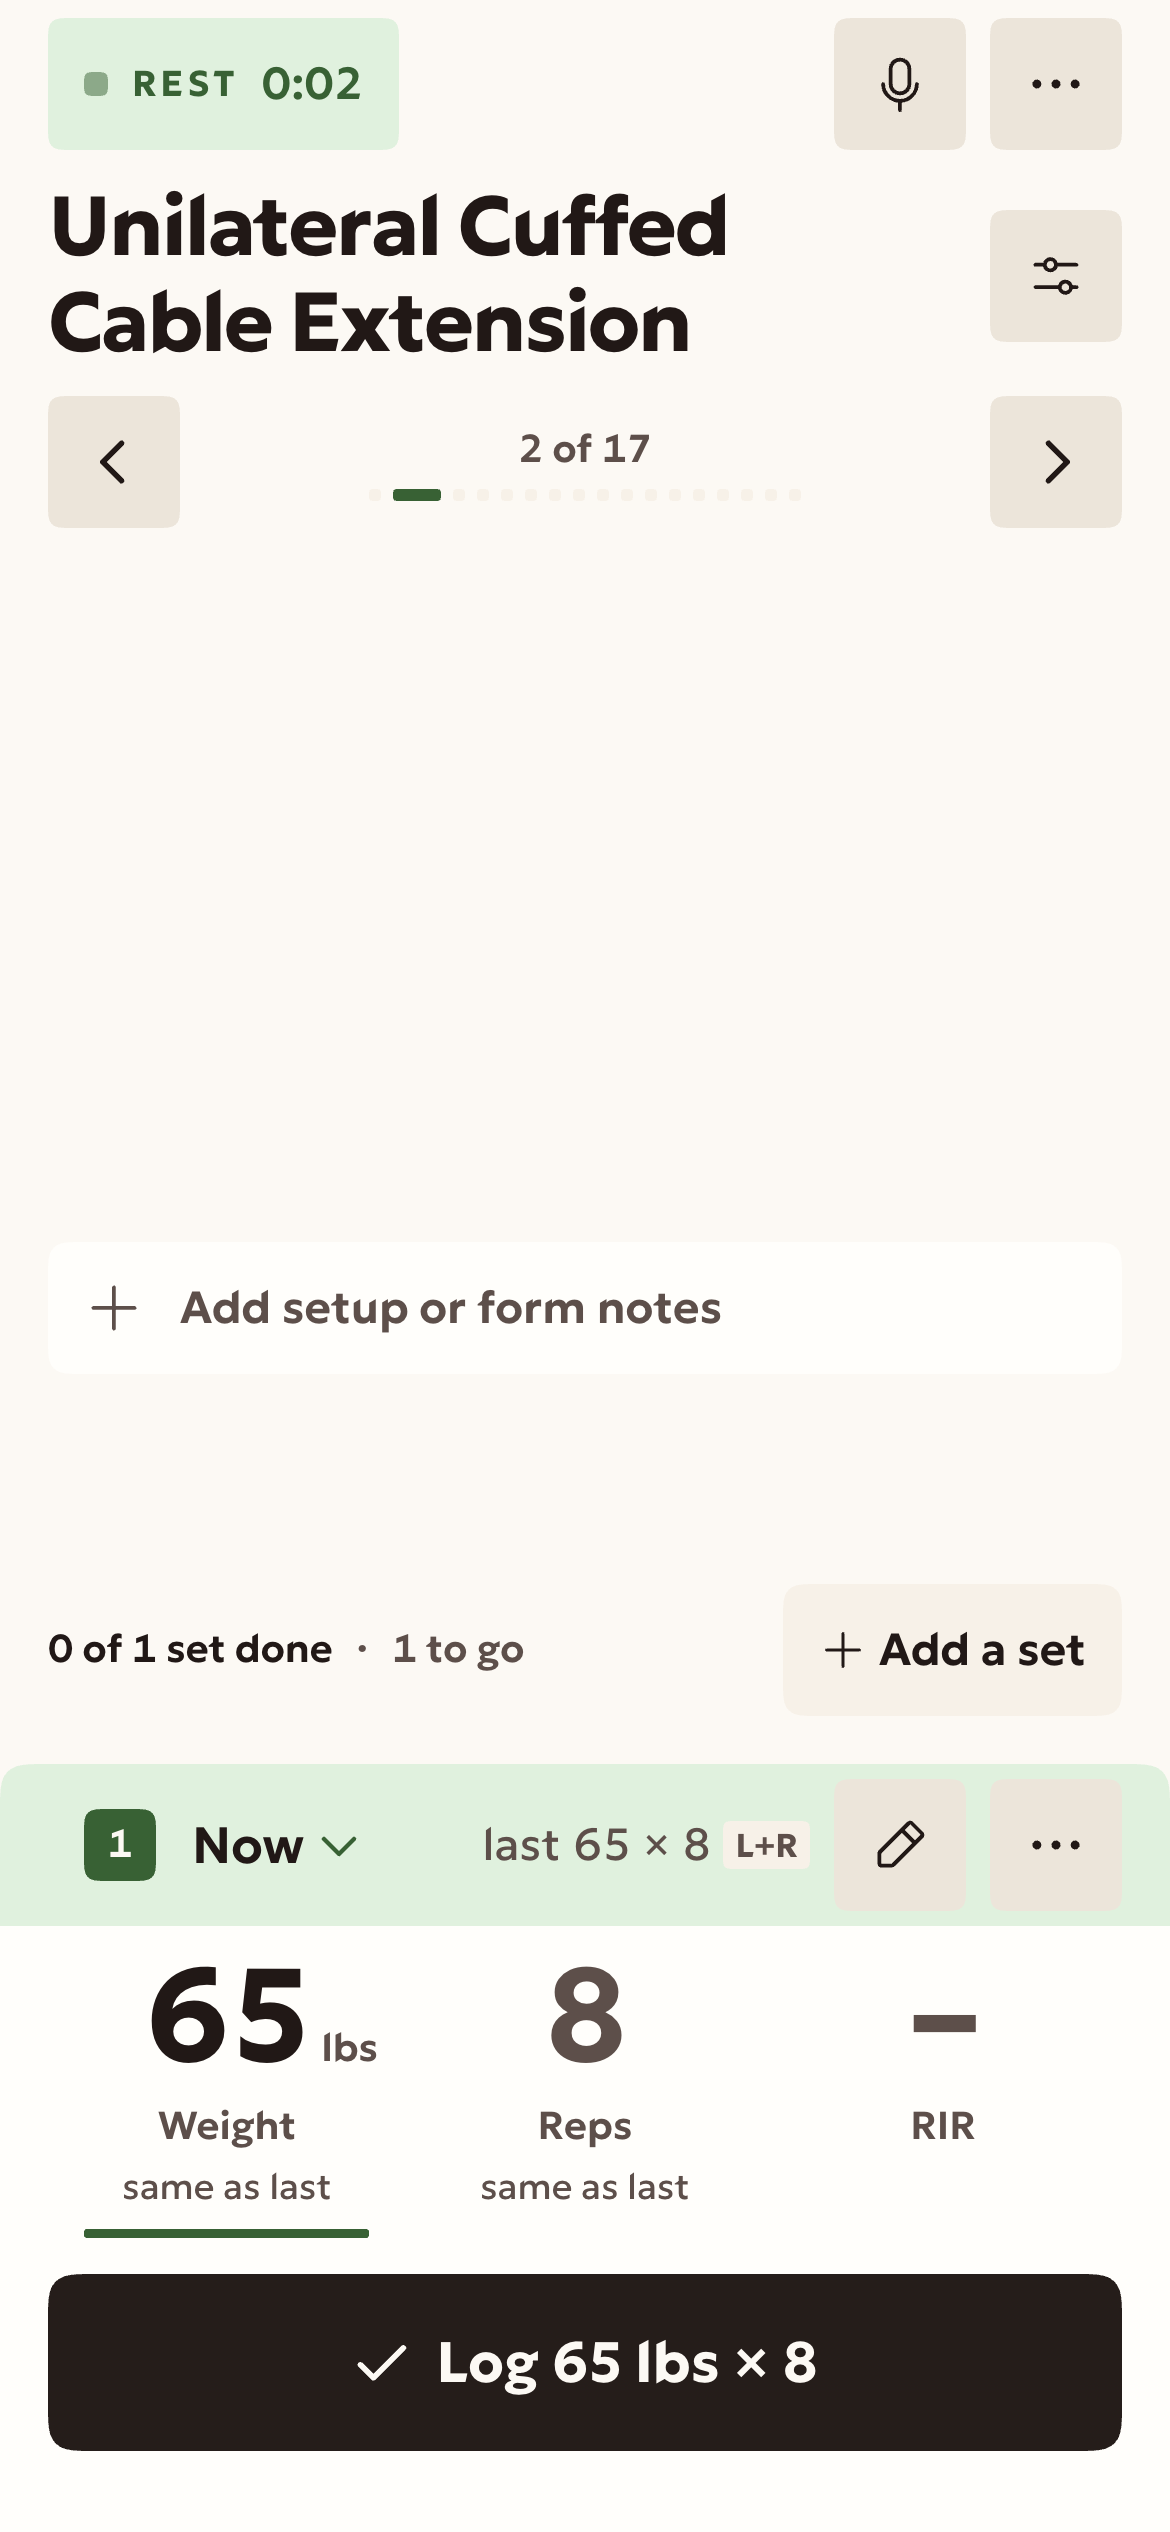 REST 0:02
Unilateral Cuffed
Cable Extension
2 of 17
Add setup or form notes
0 of 1 set done · 1 to go
Add a set
1 Now last 65 × 8 L+R
65 lbs 8 –
Weight Reps RIR
same as last same as last
Log 65 lbs × 8